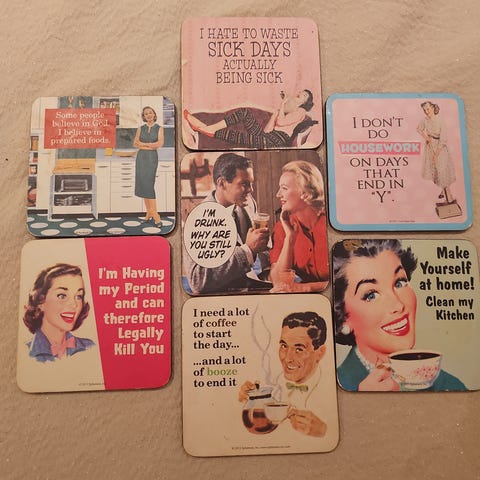 I HATE TO WASTE
SICK DAYS
ACTUALLY
BEING SICK
Some people
believe in God.
I believe in
prepared foods.
I DON'T
DO
HOUSEWORK
ON DAYS
THAT
END IN
"Y".
I'M
DRUNK.
WHY ARE
YOU STILL
UGLY?
I'm Having
my Period
and can
therefore
Legally
Kill You
I need a lot
of coffee
to start
the day...
...and a lot
of booze
to end it
Make
Yourself
at home!
Clean my
Kitchen